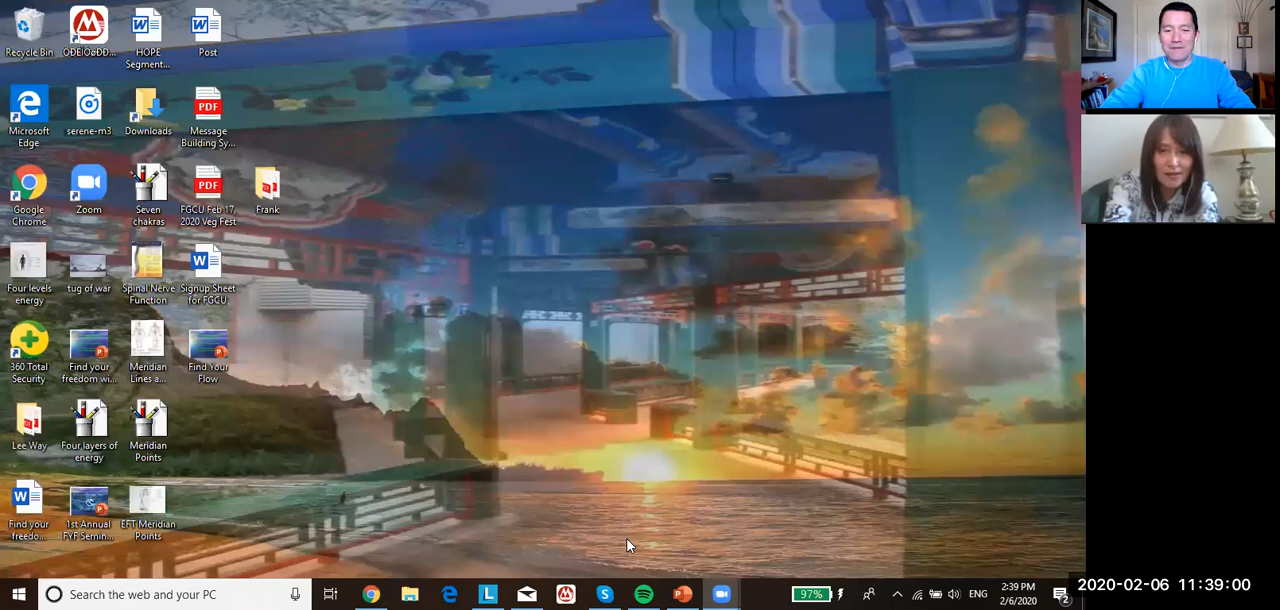 Recycle Bin
ÖÐÉÌÖøÐÐ...
HOPE
Segment...
Post
Microsoft
Edge
serene-m3
Downloads
Message
Building Sy...
PDF
Google
Chrome
Zoom
Seven
chakras
PDF
FGCU Feb 17,
2020 Veg Fest
Frank
Four levels
energy
tug of war
Spinal Nerve
Function
Signup Sheet
for FGCU
360 Total
Security
Find your
freedom wi...
Meridian
Lines a...
Find Your
Flow
Lee Way
Four layers of
energy
Meridian
Points
Find your
freedo...
1st Annual
FYF Semin...
EFT Meridian
Points
Search the web and your PC
97%
ENG
2:39 PM
2/6/2020
2
2020-02-06 11:39:00